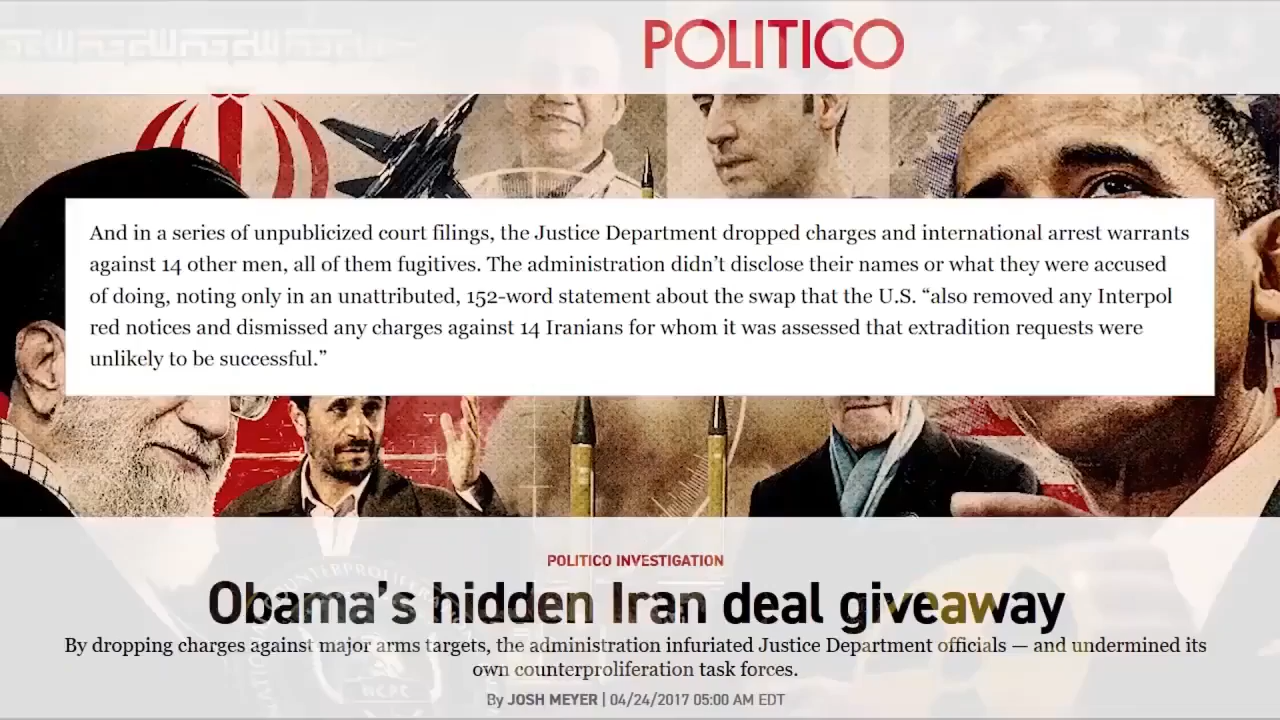 POLITICO
And in a series of unpublicized court filings, the Justice Department dropped charges and international arrest warrants
against 14 other men, all of them fugitives. The administration didn’t disclose their names or what they were accused
of doing, noting only in an unattributed, 152-word statement about the swap that the U.S. “also removed any Interpol
red notices and dismissed any charges against 14 Iranians for whom it was assessed that extradition requests were
unlikely to be successful.”
POLITICO INVESTIGATION
Obama’s hidden Iran deal giveaway
By dropping charges against major arms targets, the administration infuriated Justice Department officials — and undermined its
own counterproliferation task forces.
By JOSH MEYER | 04/24/2017 05:00 AM EDT
NCPC